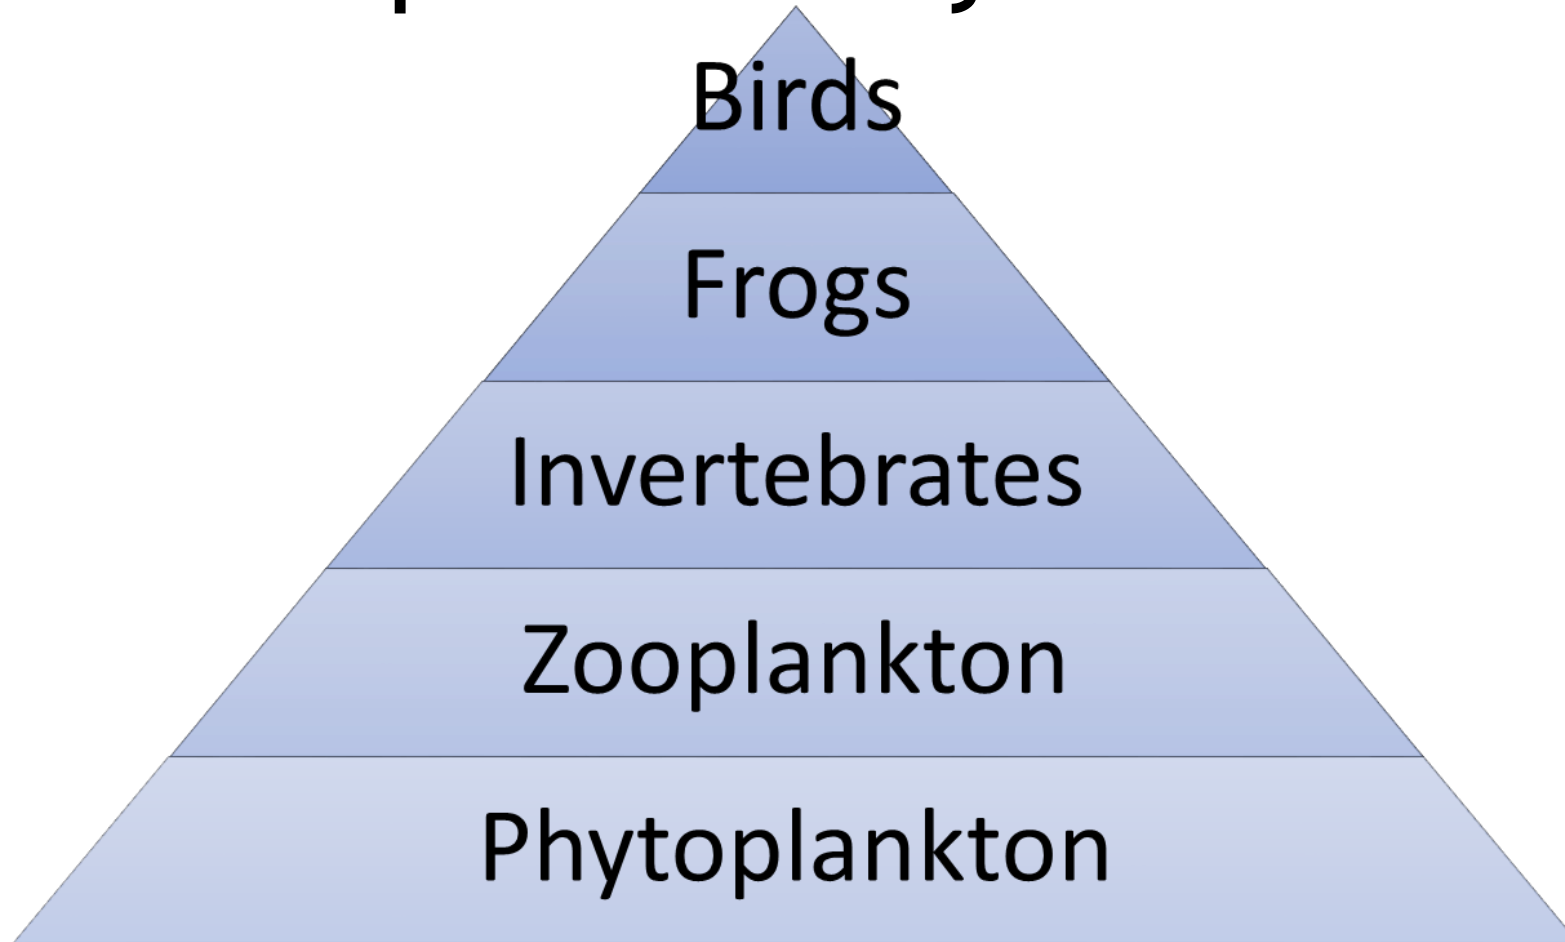 Birds
Frogs
Invertebrates
Zooplankton
Phytoplankton